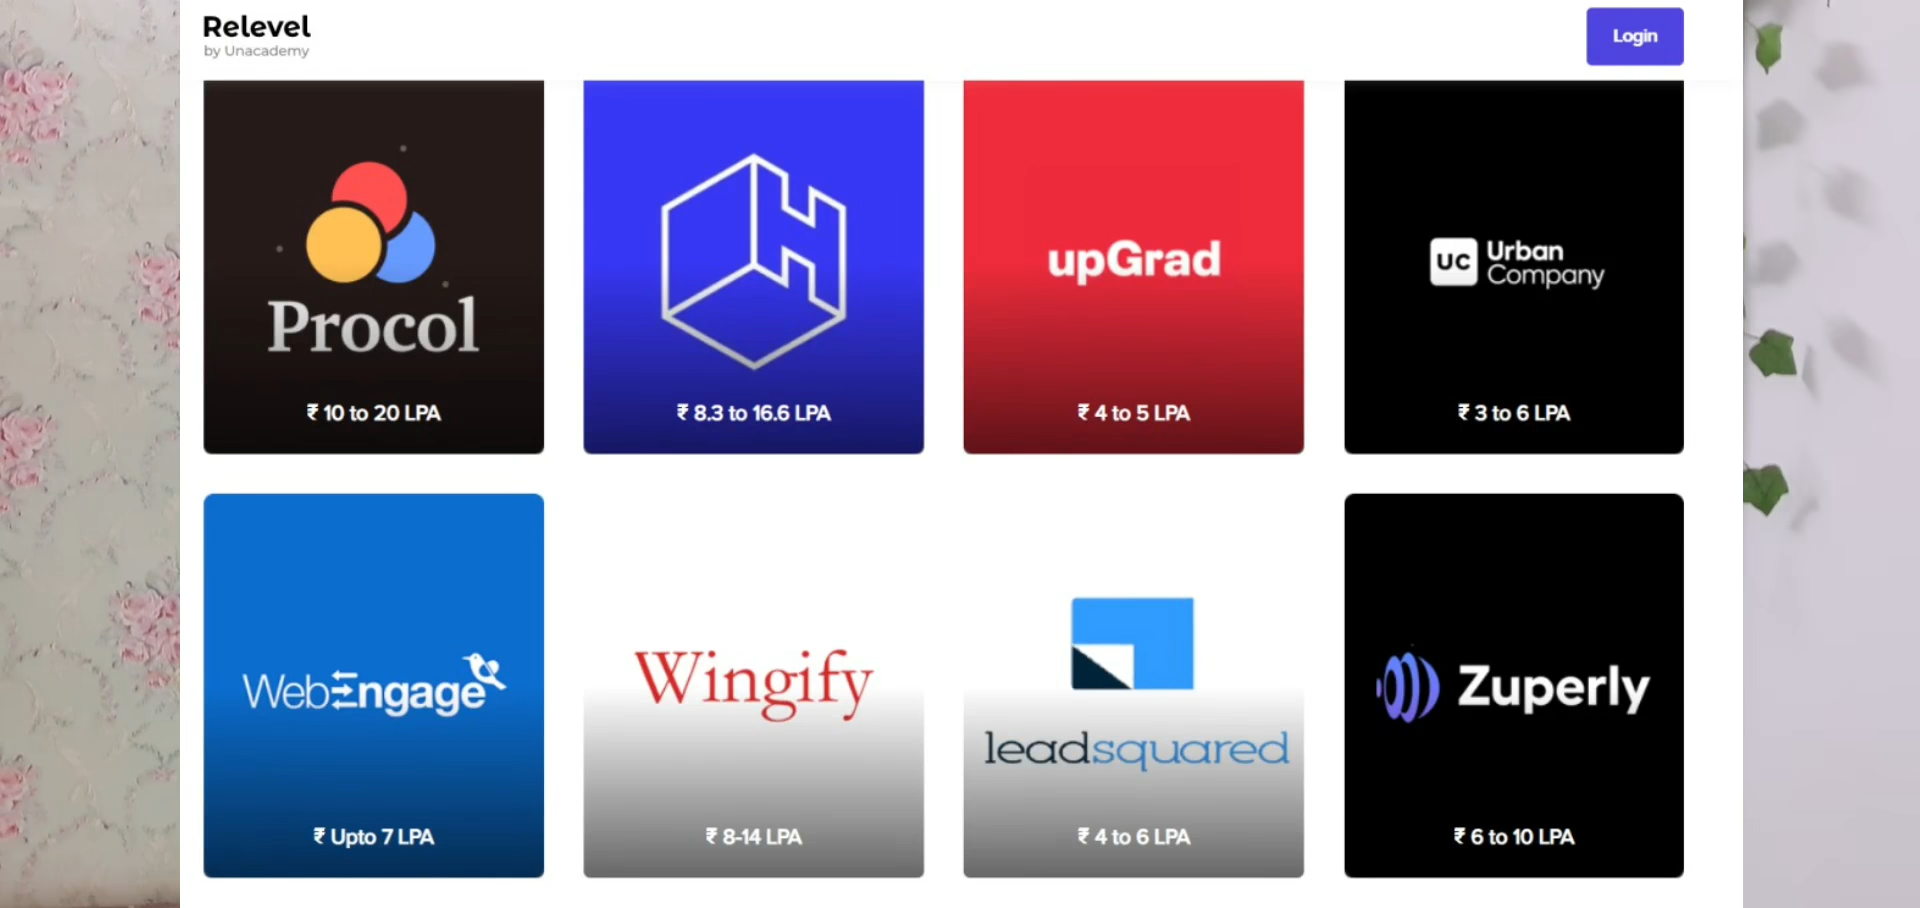 Relevel
by Unacademy
Login
Procol
₹ 10 to 20 LPA
H
₹ 8.3 to 16.6 LPA
upGrad
₹ 4 to 5 LPA
UC Urban
Company
₹ 3 to 6 LPA
WebEngage
₹ Upto 7 LPA
Wingify
₹ 8-14 LPA
leadsquared
₹ 4 to 6 LPA
Zuperly
₹ 6 to 10 LPA